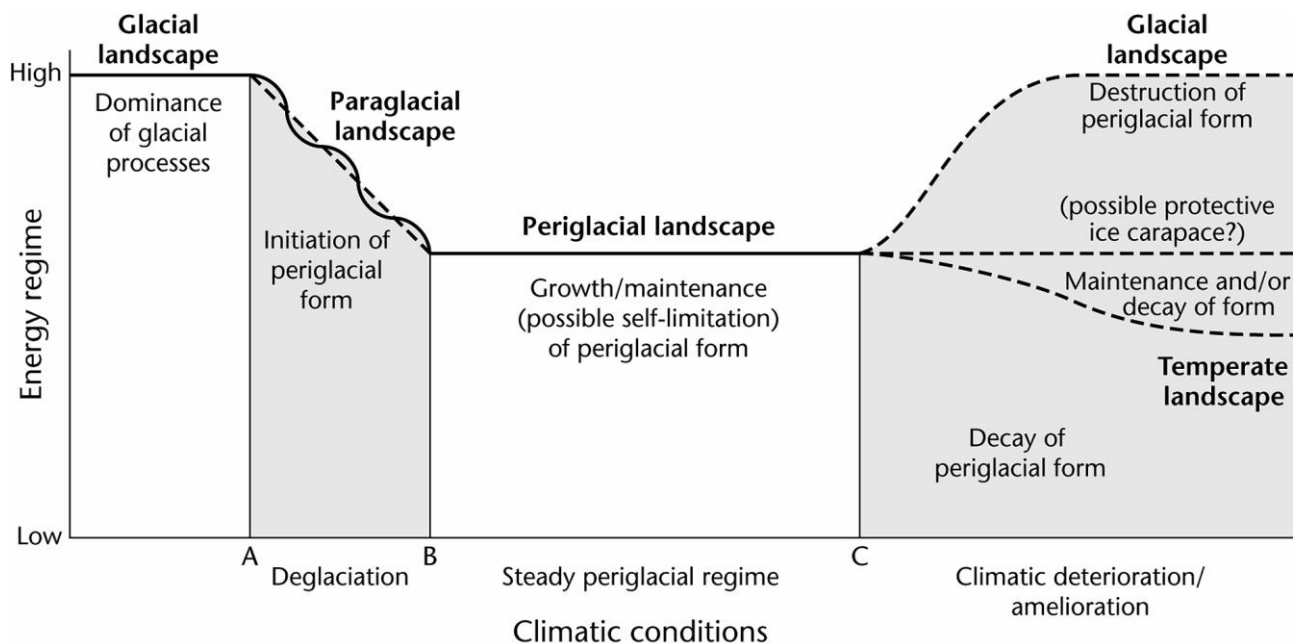 Glacial
landscape
High
Dominance
of glacial
processes
Paraglacial
landscape
Initiation of
periglacial
form
Periglacial landscape
Growth/maintenance
(possible self-limitation)
of periglacial form
Glacial
landscape
Destruction of
periglacial form
(possible protective
ice carapace?)
Maintenance and/or
decay of form
Temperate
landscape
Decay of
periglacial form
Energy regime
Low
A
B
C
Deglaciation
Steady periglacial regime
Climatic deterioration/
amelioration
Climatic conditions